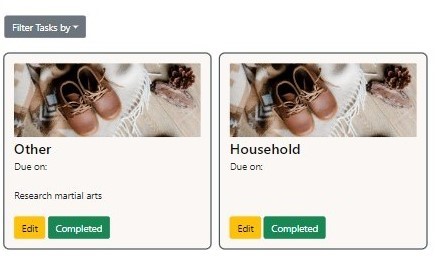 Filter Tasks by
Other
Due on:
Research martial arts
Edit
Completed
Household
Due on:
Edit
Completed